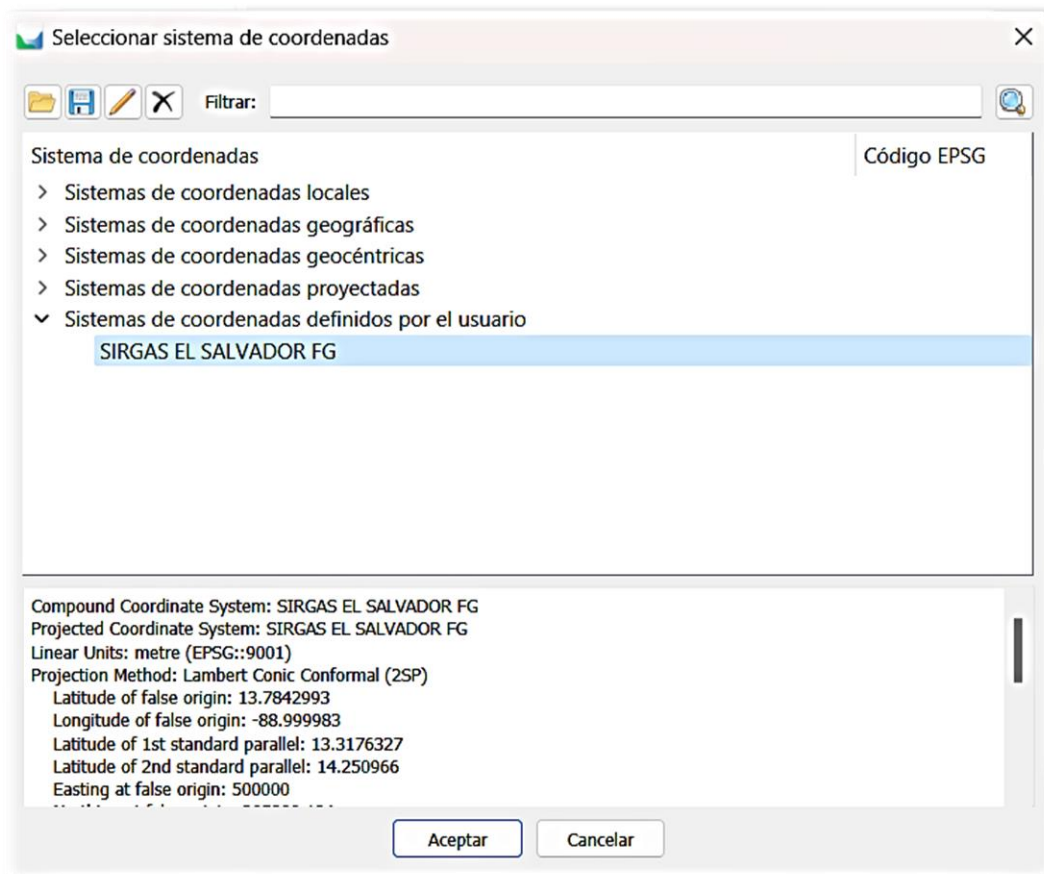 Seleccionar sistema de coordenadas
Filtrar:
Sistema de coordenadas Código EPSG
Sistemas de coordenadas locales
Sistemas de coordenadas geográficas
Sistemas de coordenadas geocéntricas
Sistemas de coordenadas proyectadas
Sistemas de coordenadas definidos por el usuario
SIRGAS EL SALVADOR FG
Compound Coordinate System: SIRGAS EL SALVADOR FG
Projected Coordinate System: SIRGAS EL SALVADOR FG
Linear Units: metre (EPSG::9001)
Projection Method: Lambert Conic Conformal (2SP)
Latitude of false origin: 13.7842993
Longitude of false origin: -88.999983
Latitude of 1st standard parallel: 13.3176327
Latitude of 2nd standard parallel: 14.250966
Easting at false origin: 500000
Aceptar Cancelar